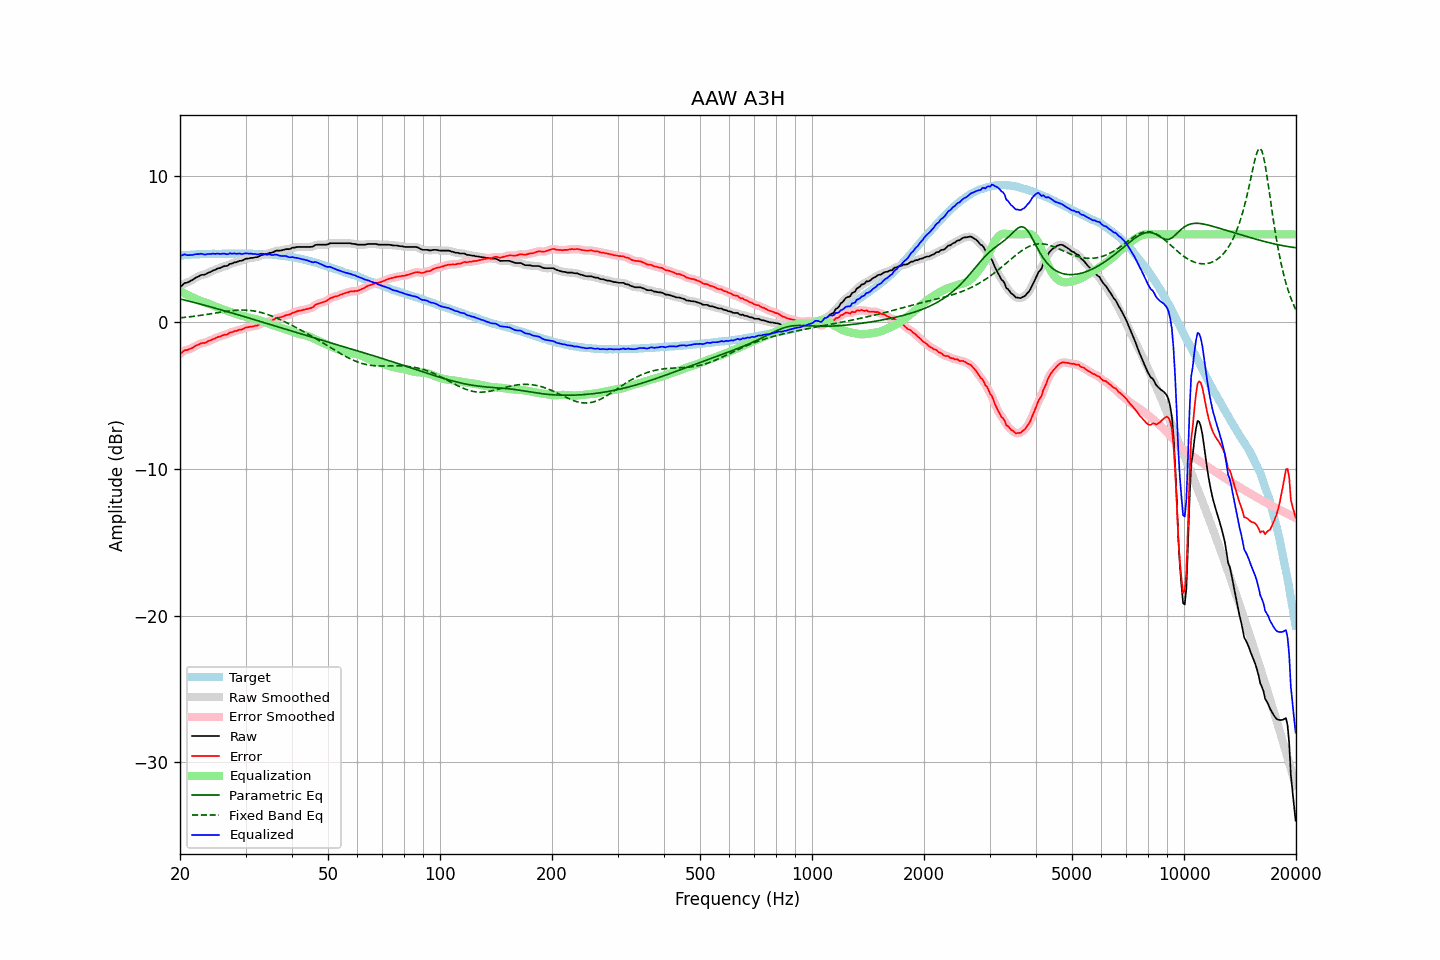 AAW A3H
Amplitude (dBr)
10
0
−10
−20
−30
Target
Raw Smoothed
Error Smoothed
Raw
Error
Equalization
Parametric Eq
Fixed Band Eq
Equalized
20 50 100 200 500 1000 2000 5000 10000 20000
Frequency (Hz)